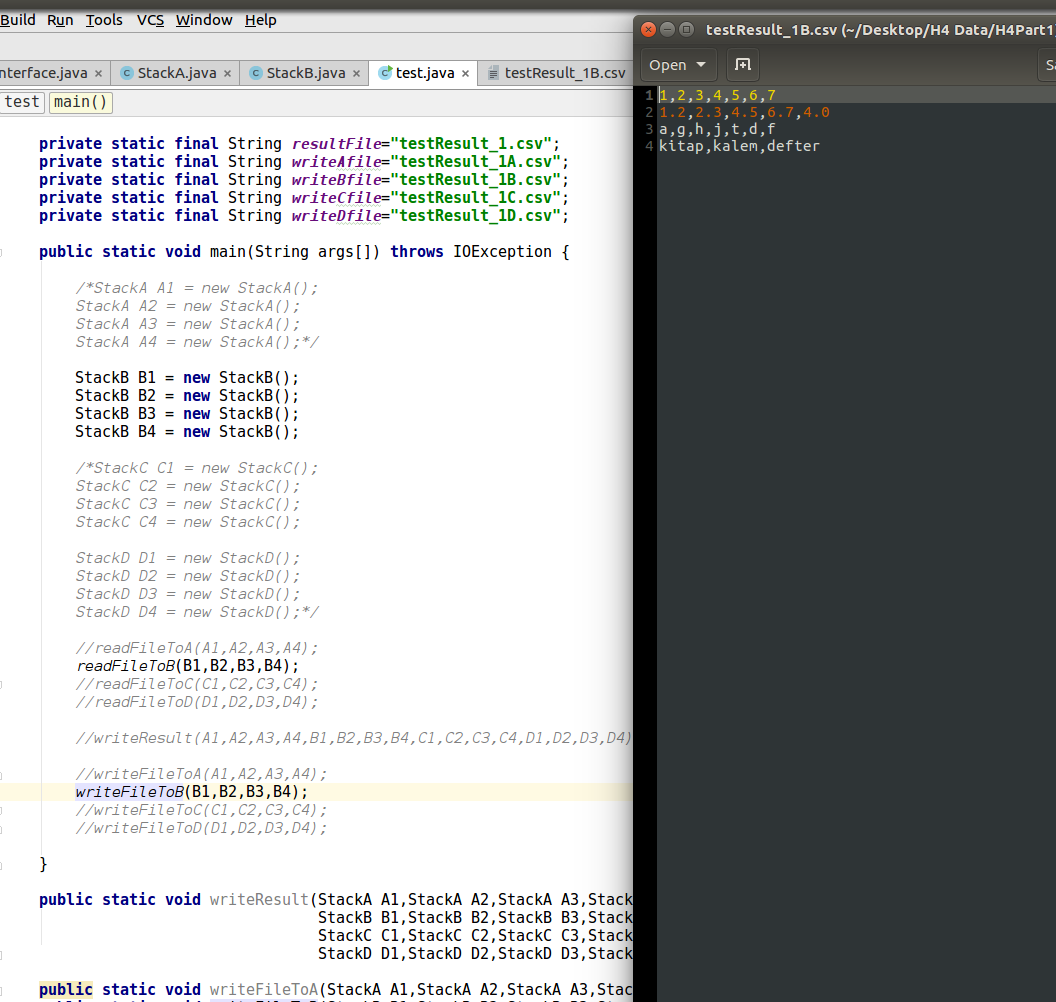 Build Run Tools VCS Window Help
nterface.java × StackA.java × StackB.java × test.java × testResult_1B.csv
test main()
private static final String resultFile="testResult_1.csv";
private static final String writeAfile="testResult_1A.csv";
private static final String writeBfile="testResult_1B.csv";
private static final String writeCfile="testResult_1C.csv";
private static final String writeDfile="testResult_1D.csv";
public static void main(String args[]) throws IOException {
/*StackA A1 = new StackA();
StackA A2 = new StackA();
StackA A3 = new StackA();
StackA A4 = new StackA();*/
StackB B1 = new StackB();
StackB B2 = new StackB();
StackB B3 = new StackB();
StackB B4 = new StackB();
/*StackC C1 = new StackC();
StackC C2 = new StackC();
StackC C3 = new StackC();
StackC C4 = new StackC();
StackD D1 = new StackD();
StackD D2 = new StackD();
StackD D3 = new StackD();
StackD D4 = new StackD();*/
//readFileToA(A1,A2,A3,A4);
readFileToB(B1,B2,B3,B4);
//readFileToC(C1,C2,C3,C4);
//readFileToD(D1,D2,D3,D4);
//writeResult(A1,A2,A3,A4,B1,B2,B3,B4,C1,C2,C3,C4,D1,D2,D3,D4)
//writeFileToA(A1,A2,A3,A4);
writeFileToB(B1,B2,B3,B4);
//writeFileToC(C1,C2,C3,C4);
//writeFileToD(D1,D2,D3,D4);
}
public static void writeResult(StackA A1,StackA A2,StackA A3,Stack
StackB B1,StackB B2,StackB B3,Stack
StackC C1,StackC C2,StackC C3,Stack
StackD D1,StackD D2,StackD D3,Stack
public static void writeFileToA(StackA A1,StackA A2,StackA A3,Stac
testResult_1B.csv (~/Desktop/H4 Data/H4Part1
Open Sa
1 1,2,3,4,5,6,7
2 1.2,2.3,4.5,6.7,4.0
3 a,g,h,j,t,d,f
4 kitap,kalem,defter